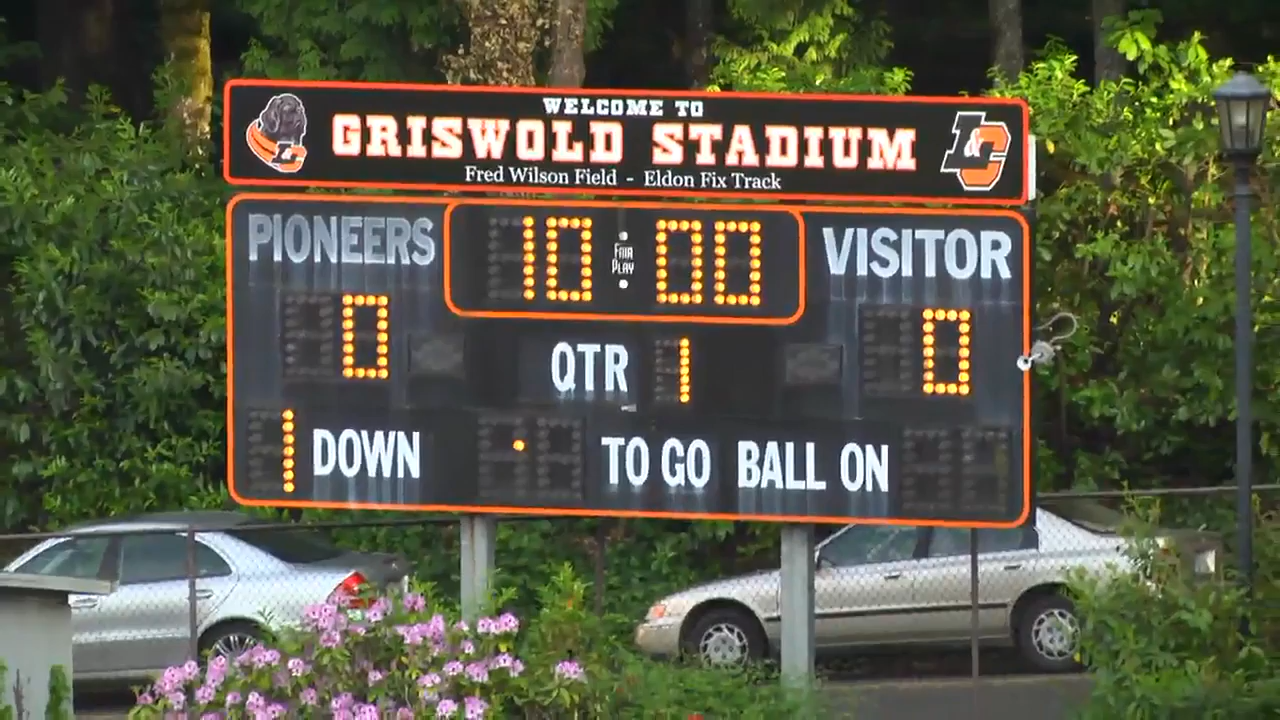 WELCOME TO
GRISWOLD STADIUM
L&C
Fred Wilson Field - Eldon Fix Track
PIONEERS 10:00 VISITOR
FAIR PLAY
0 QTR 1 0
1 DOWN TO GO BALL ON